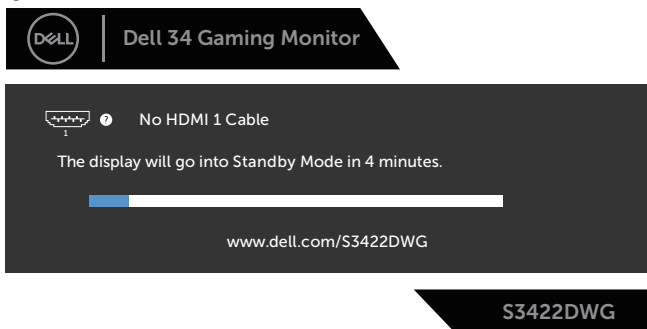 DELL
Dell 34 Gaming Monitor
? No HDMI 1 Cable
1
The display will go into Standby Mode in 4 minutes.
www.dell.com/S3422DWG
S3422DWG